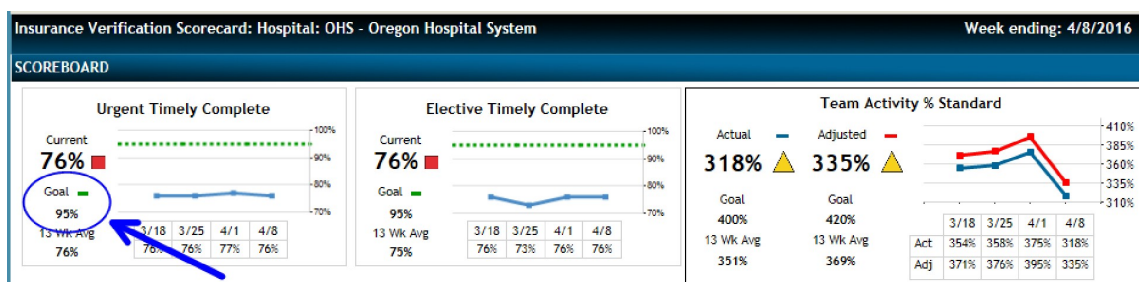 Insurance Verification Scorecard: Hospital: OHS - Oregon Hospital System
Week ending: 4/8/2016
SCOREBOARD
Urgent Timely Complete
Current
76%
Goal
95%
13 Wk Avg
76%
100%
90%
80%
70%
3/18 3/25 4/1 4/8
76% 76% 77% 76%
Elective Timely Complete
Current
76%
Goal
95%
13 Wk Avg
75%
100%
90%
80%
70%
3/18 3/25 4/1 4/8
76% 73% 76% 76%
Team Activity % Standard
Actual Adjusted
318% 335%
Goal Goal
400% 420%
13 Wk Avg 13 Wk Avg
351% 369%
410%
385%
360%
335%
310%
3/18 3/25 4/1 4/8
Act 354% 358% 375% 318%
Adj 371% 376% 395% 335%